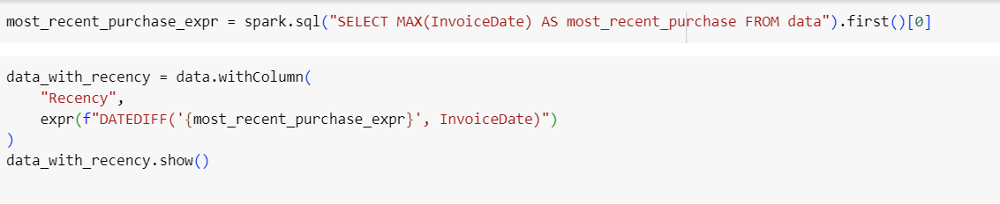 most_recent_purchase_expr = spark.sql("SELECT MAX(InvoiceDate) AS most_recent_purchase FROM data").first()[0]
data_with_recency = data.withColumn(
    "Recency",
    expr(f"DATEDIFF('{most_recent_purchase_expr}', InvoiceDate)")
)
data_with_recency.show()